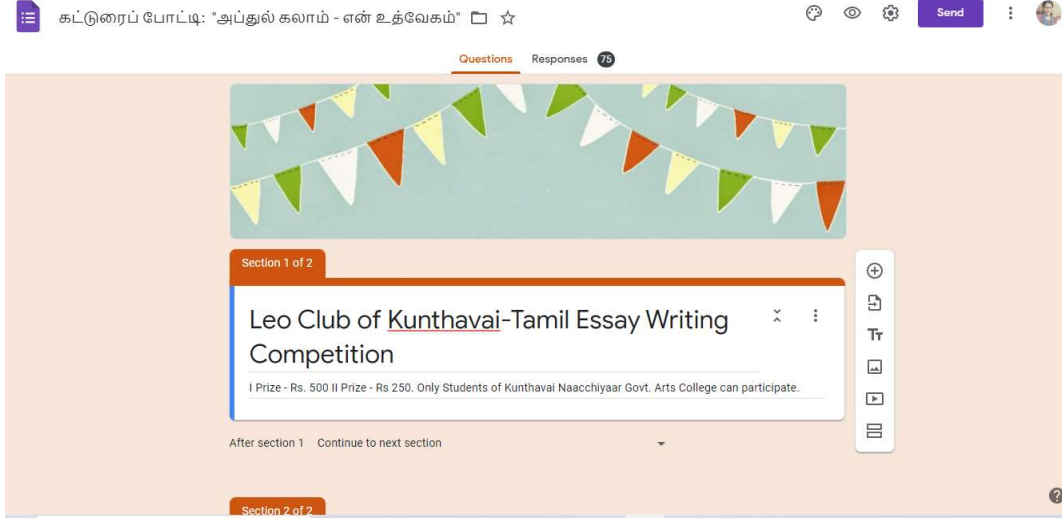 கட்டுரைப் போட்டி: "அப்துல் கலாம் - என் உத்வேகம்"
Send
Questions Responses 75
Section 1 of 2
Leo Club of Kunthavai-Tamil Essay Writing
Competition
I Prize - Rs. 500 II Prize - Rs 250. Only Students of Kunthavai Naacchiyaar Govt. Arts College can participate.
After section 1 Continue to next section
Section 2 of 2